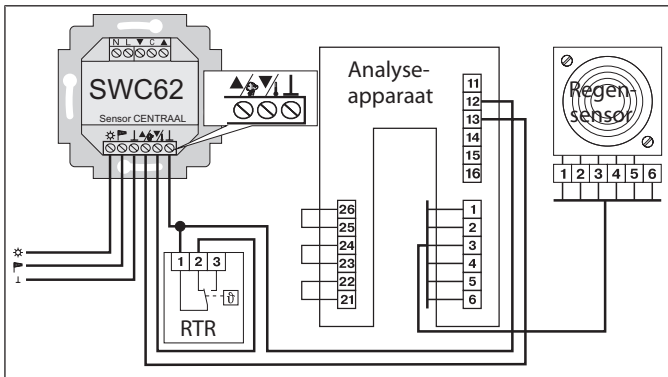 N L ▼ C ▲
SWC62
Sensor CENTRAAL
Analyse-
apparaat
11
12
13
14
15
16
26
25
24
23
22
21
1
2
3
4
5
6
Regen-
sensor
1 2 3 4 5 6
1 2 3
RTR